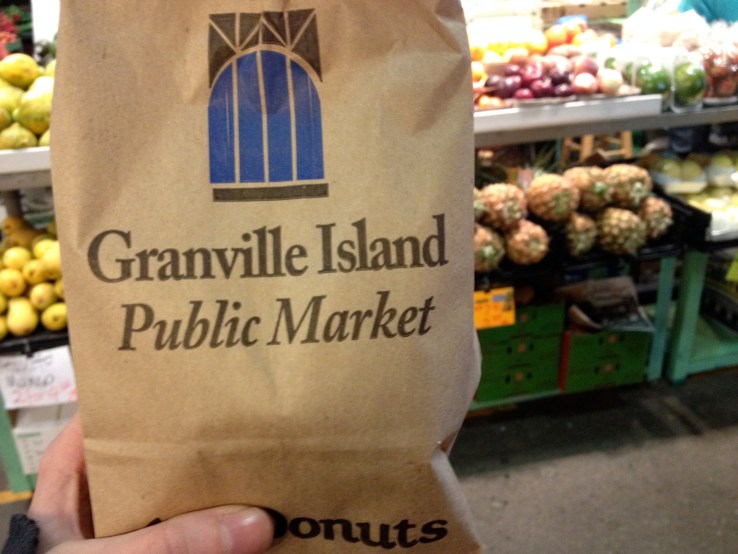 Granville Island
Public Market
Donuts